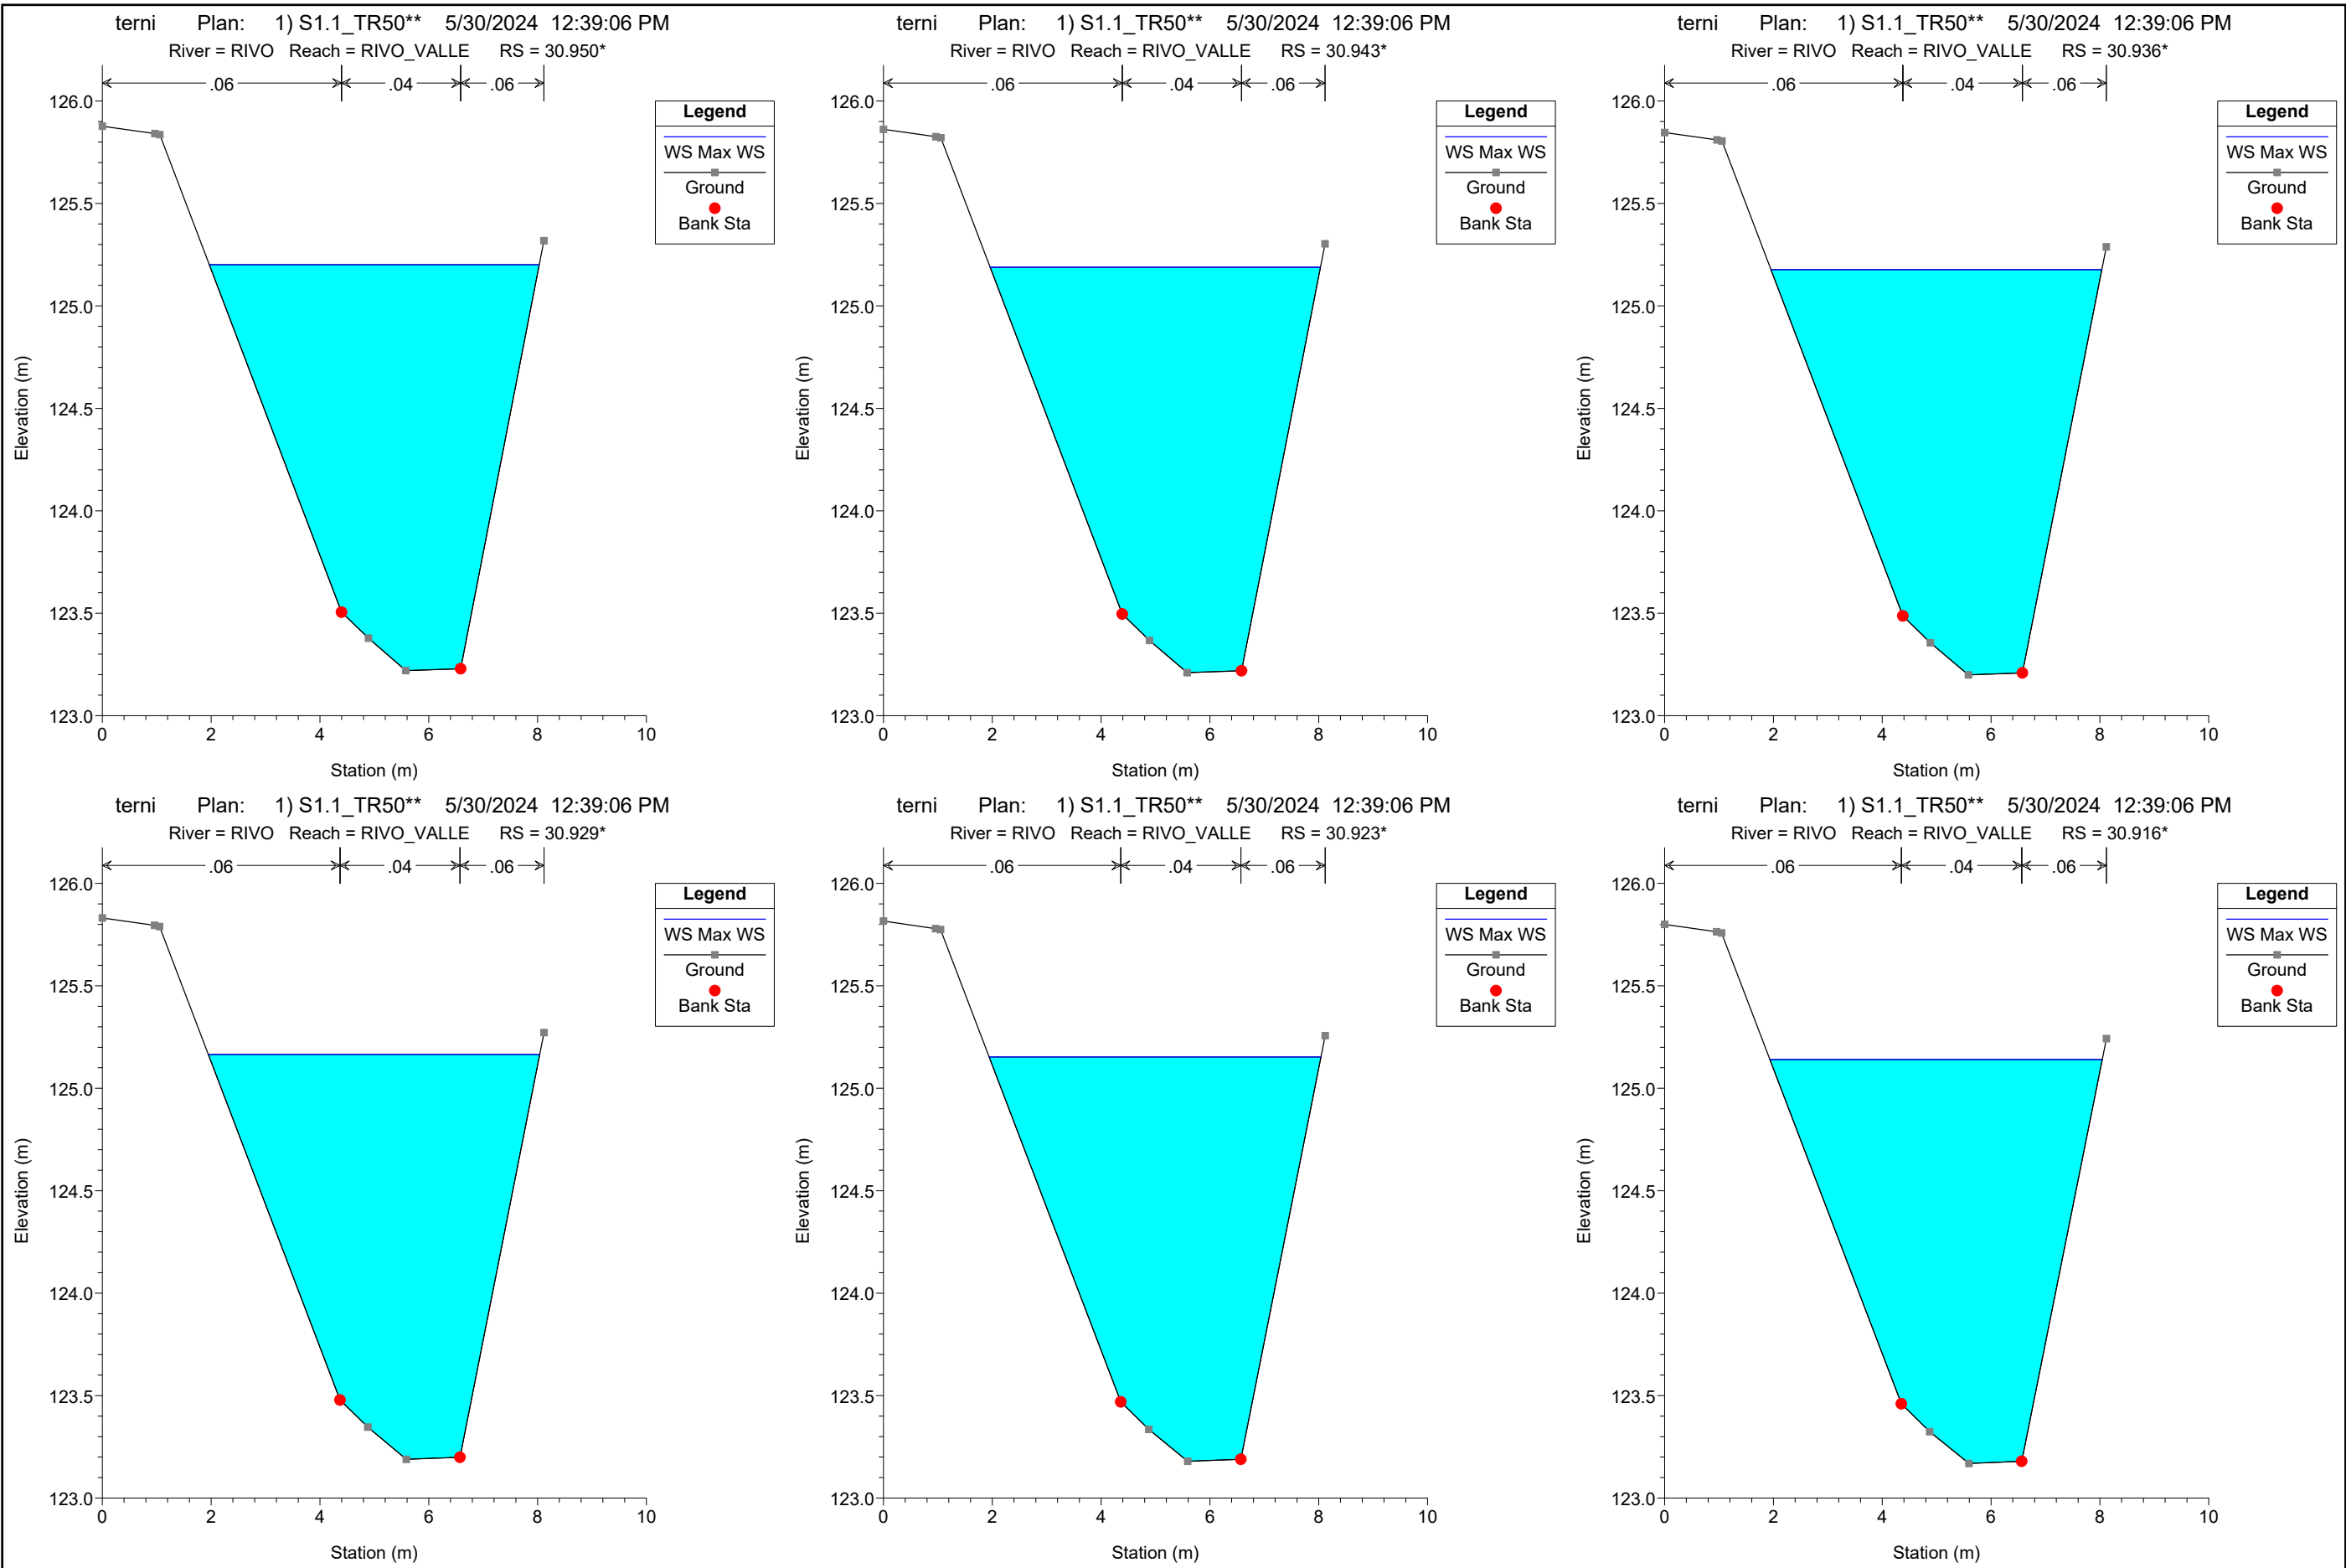 terni Plan: 1) S1.1_TR50** 5/30/2024 12:39:06 PM
River = RIVO Reach = RIVO_VALLE RS = 30.950*
.06 .04 .06
126.0
125.5
125.0
124.5
124.0
123.5
123.0
0 2 4 6 8 10
Elevation (m)
Station (m)
Legend
WS Max WS
Ground
Bank Sta
terni Plan: 1) S1.1_TR50** 5/30/2024 12:39:06 PM
River = RIVO Reach = RIVO_VALLE RS = 30.943*
.06 .04 .06
126.0
125.5
125.0
124.5
124.0
123.5
123.0
0 2 4 6 8 10
Elevation (m)
Station (m)
Legend
WS Max WS
Ground
Bank Sta
terni Plan: 1) S1.1_TR50** 5/30/2024 12:39:06 PM
River = RIVO Reach = RIVO_VALLE RS = 30.936*
.06 .04 .06
126.0
125.5
125.0
124.5
124.0
123.5
123.0
0 2 4 6 8 10
Elevation (m)
Station (m)
Legend
WS Max WS
Ground
Bank Sta
terni Plan: 1) S1.1_TR50** 5/30/2024 12:39:06 PM
River = RIVO Reach = RIVO_VALLE RS = 30.929*
.06 .04 .06
126.0
125.5
125.0
124.5
124.0
123.5
123.0
0 2 4 6 8 10
Elevation (m)
Station (m)
Legend
WS Max WS
Ground
Bank Sta
terni Plan: 1) S1.1_TR50** 5/30/2024 12:39:06 PM
River = RIVO Reach = RIVO_VALLE RS = 30.923*
.06 .04 .06
126.0
125.5
125.0
124.5
124.0
123.5
123.0
0 2 4 6 8 10
Elevation (m)
Station (m)
Legend
WS Max WS
Ground
Bank Sta
terni Plan: 1) S1.1_TR50** 5/30/2024 12:39:06 PM
River = RIVO Reach = RIVO_VALLE RS = 30.916*
.06 .04 .06
126.0
125.5
125.0
124.5
124.0
123.5
123.0
0 2 4 6 8 10
Elevation (m)
Station (m)
Legend
WS Max WS
Ground
Bank Sta